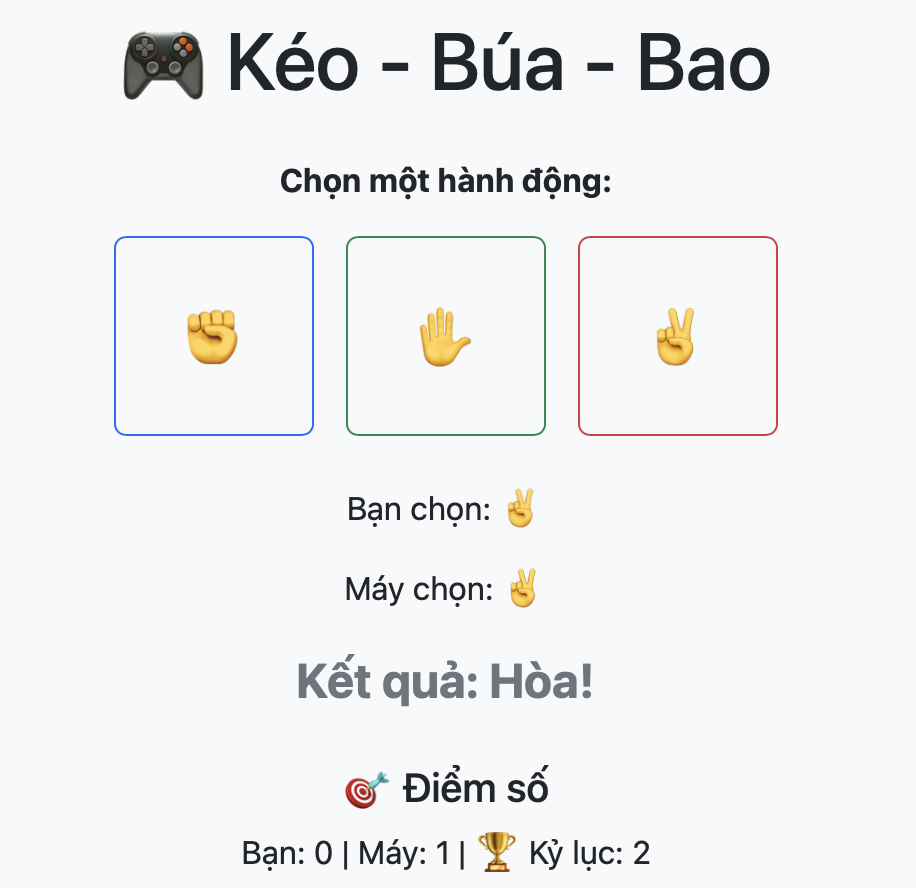 🎮 Kéo - Búa - Bao
Chọn một hành động:
✊ 🖐 ✌
Bạn chọn: ✌
Máy chọn: ✌
Kết quả: Hòa!
🎯 Điểm số
Bạn: 0 | Máy: 1 | 🏆 Kỷ lục: 2